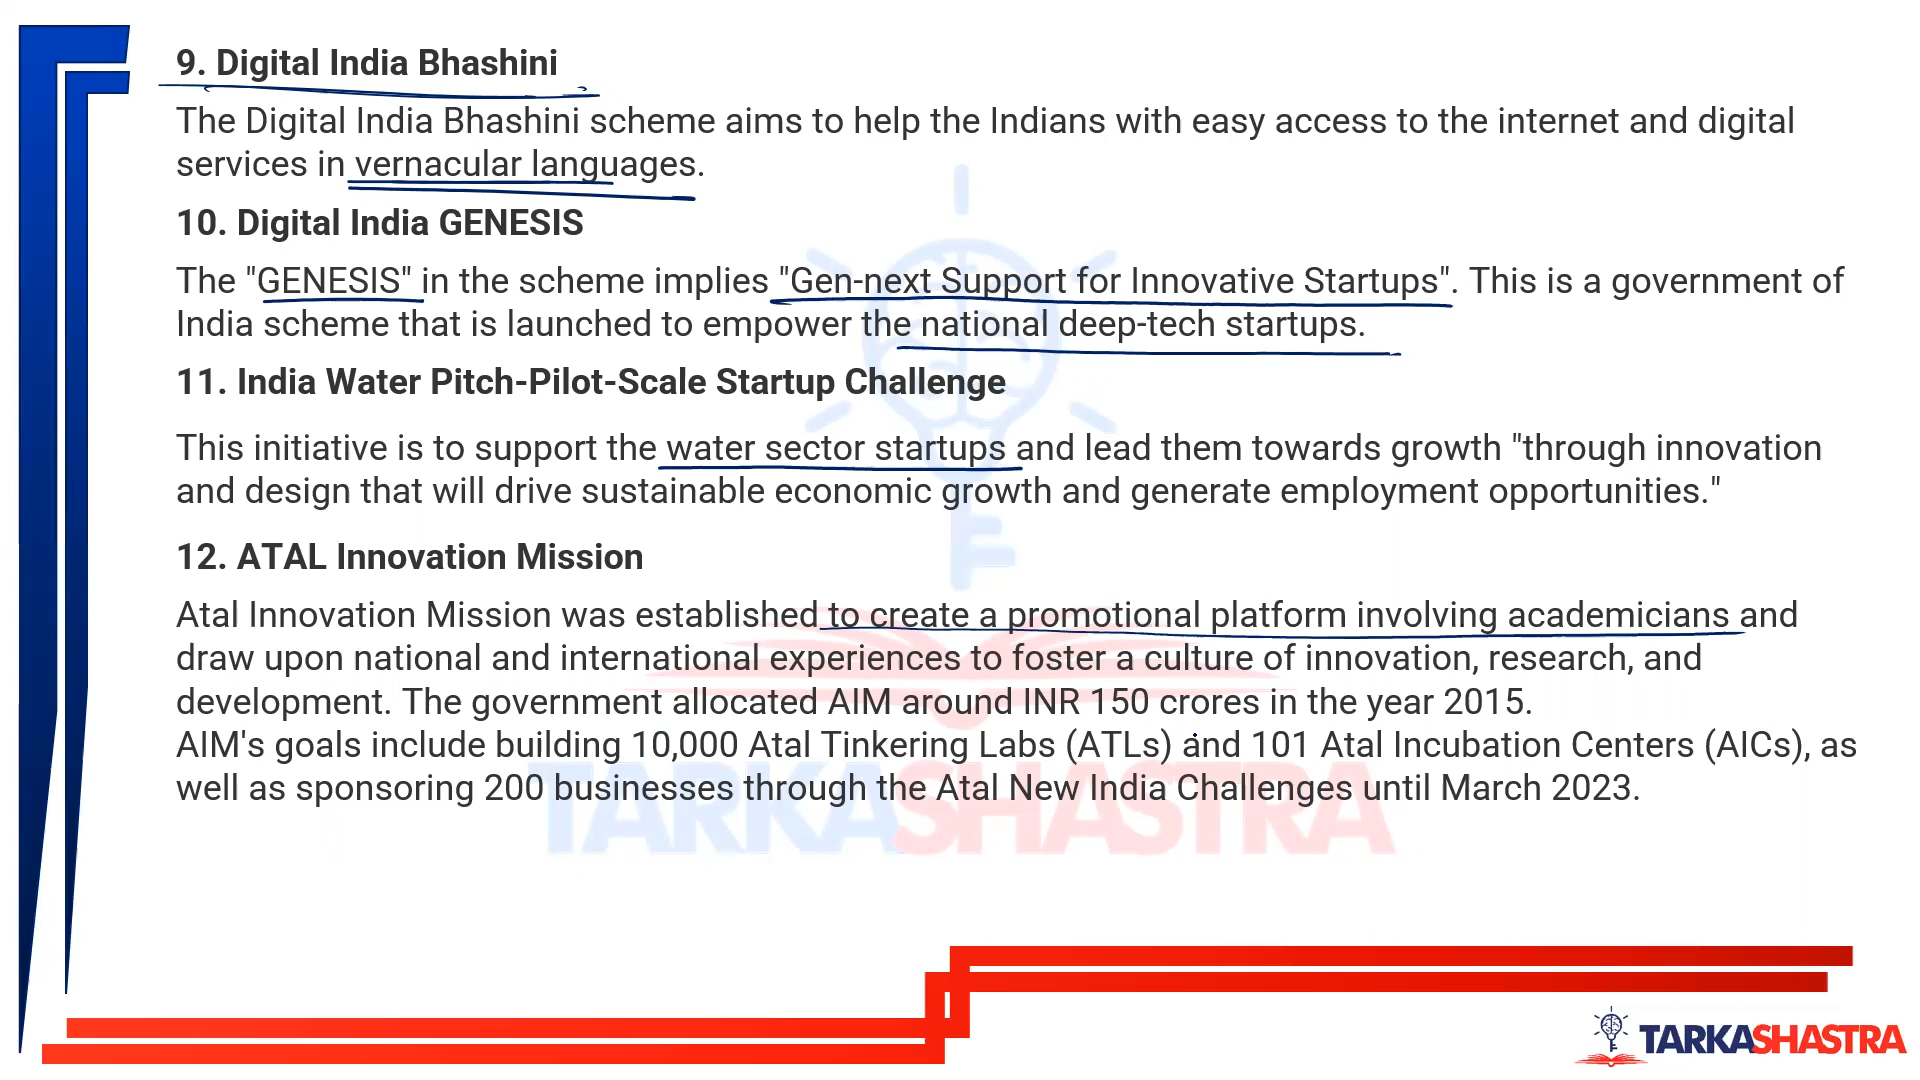 9. Digital India Bhashini
The Digital India Bhashini scheme aims to help the Indians with easy access to the internet and digital
services in vernacular languages.
10. Digital India GENESIS
The "GENESIS" in the scheme implies "Gen-next Support for Innovative Startups". This is a government of
India scheme that is launched to empower the national deep-tech startups.
11. India Water Pitch-Pilot-Scale Startup Challenge
This initiative is to support the water sector startups and lead them towards growth "through innovation
and design that will drive sustainable economic growth and generate employment opportunities."
12. ATAL Innovation Mission
Atal Innovation Mission was established to create a promotional platform involving academicians and
draw upon national and international experiences to foster a culture of innovation, research, and
development. The government allocated AIM around INR 150 crores in the year 2015.
AIM's goals include building 10,000 Atal Tinkering Labs (ATLs) and 101 Atal Incubation Centers (AICs), as
well as sponsoring 200 businesses through the Atal New India Challenges until March 2023.
TARKASHASTRA
TARKASHASTRA